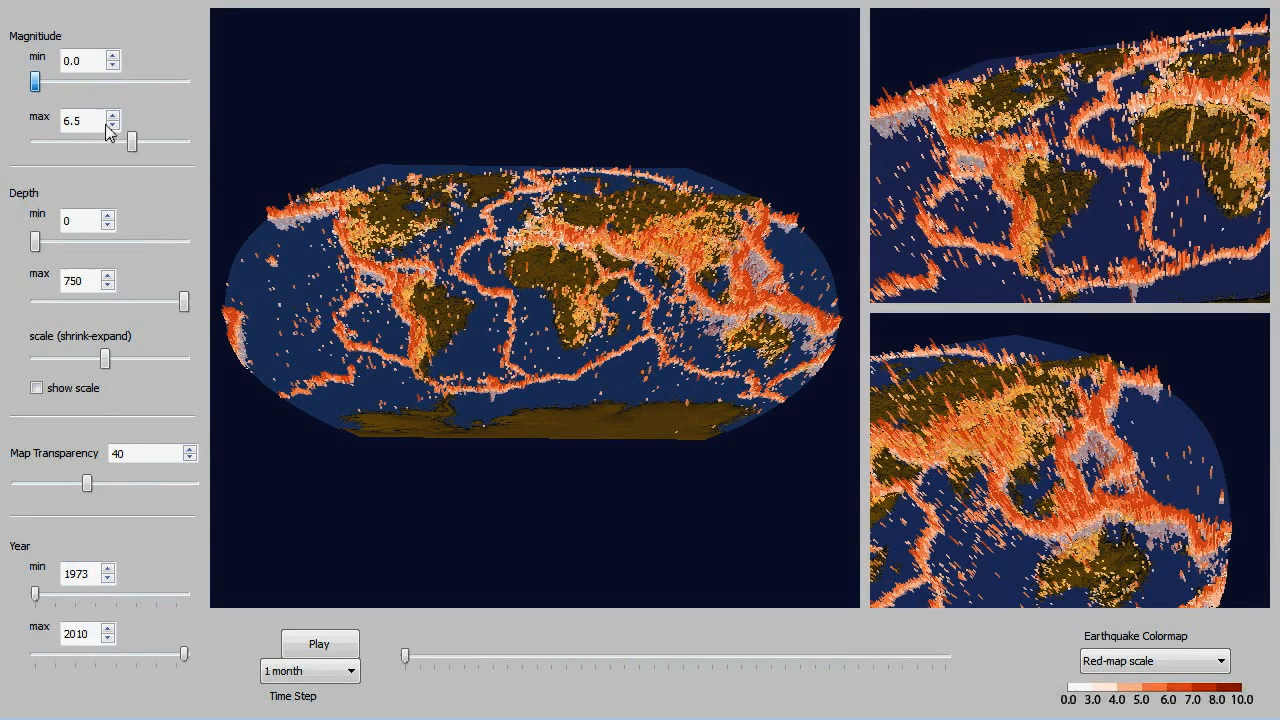 Magnitude
min 0.0
max 6.5
Depth
min 0
max 750
scale (shrink-expand)
show scale
Map Transparency 40
Year
min 1973
max 2010
Play
1 month
Time Step
Earthquake Colormap
Red-map scale
0.0 3.0 4.0 5.0 6.0 7.0 8.0 9.0 10.0